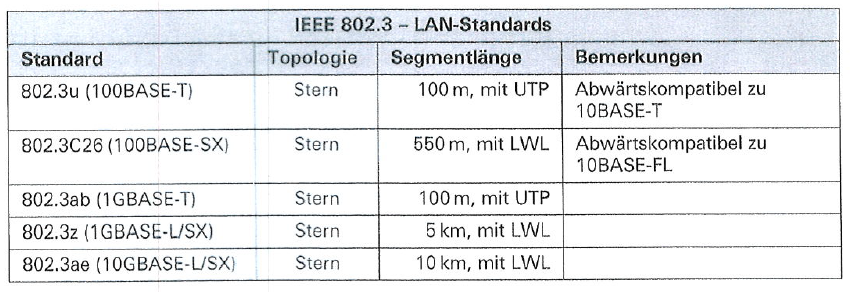 IEEE 802.3 – LAN-Standards
Standard Topologie Segmentlänge Bemerkungen
802.3u (100BASE-T) Stern 100 m, mit UTP Abwärtskompatibel zu
10BASE-T
802.3C26 (100BASE-SX) Stern 550 m, mit LWL Abwärtskompatibel zu
10BASE-FL
802.3ab (1GBASE-T) Stern 100 m, mit UTP
802.3z (1GBASE-L/SX) Stern 5 km, mit LWL
802.3ae (10GBASE-L/SX) Stern 10 km, mit LWL